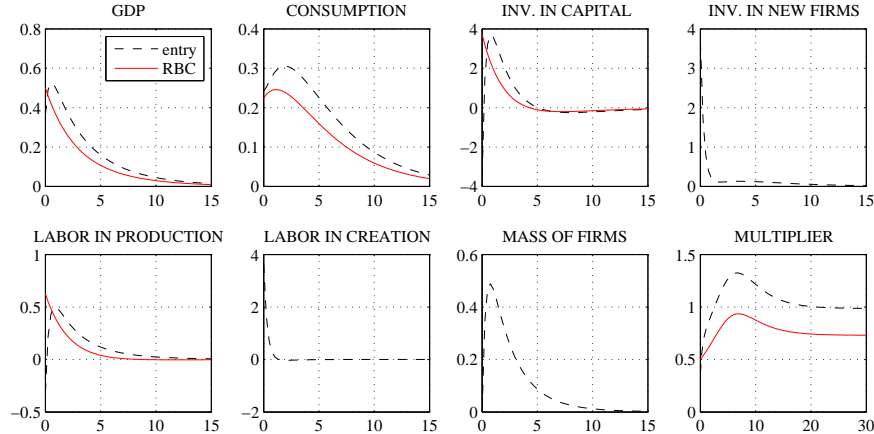 GDP
0.8
0.6
0.4
0.2
0
0 5 10 15
entry
RBC
CONSUMPTION
0.4
0.3
0.2
0.1
0
0 5 10 15
INV. IN CAPITAL
4
2
0
−2
−4
0 5 10 15
INV. IN NEW FIRMS
4
3
2
1
0
0 5 10 15
LABOR IN PRODUCTION
1
0.5
0
−0.5
0 5 10 15
LABOR IN CREATION
4
2
0
−2
0 5 10 15
MASS OF FIRMS
0.6
0.4
0.2
0
0 5 10 15
MULTIPLIER
1.5
1
0.5
0
0 10 20 30